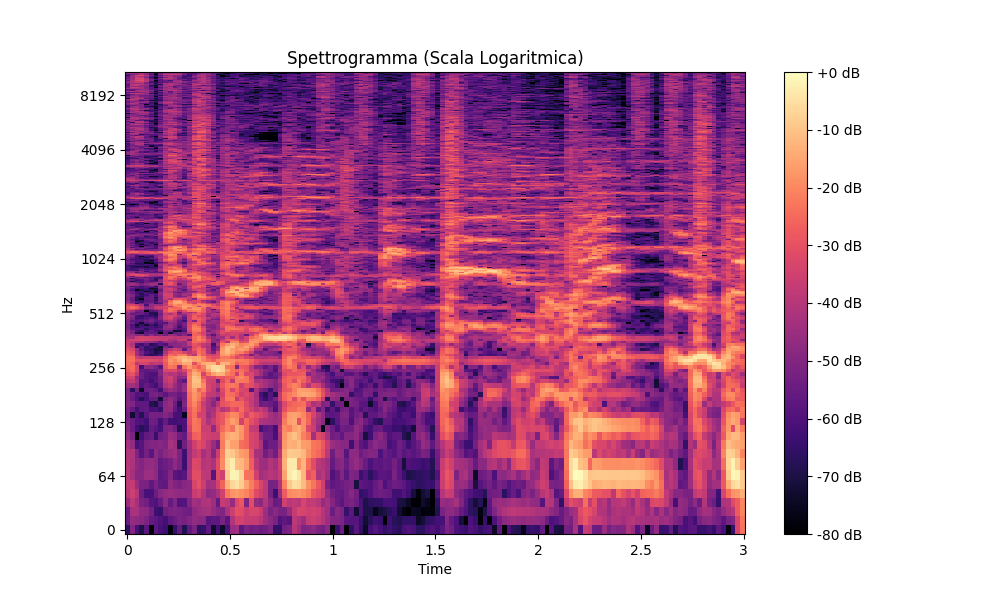 Spettrogramma (Scala Logaritmica)
8192
4096
2048
1024
512
256
128
64
0
Hz
0
0.5
1
1.5
2
2.5
3
Time
+0 dB
-10 dB
-20 dB
-30 dB
-40 dB
-50 dB
-60 dB
-70 dB
-80 dB